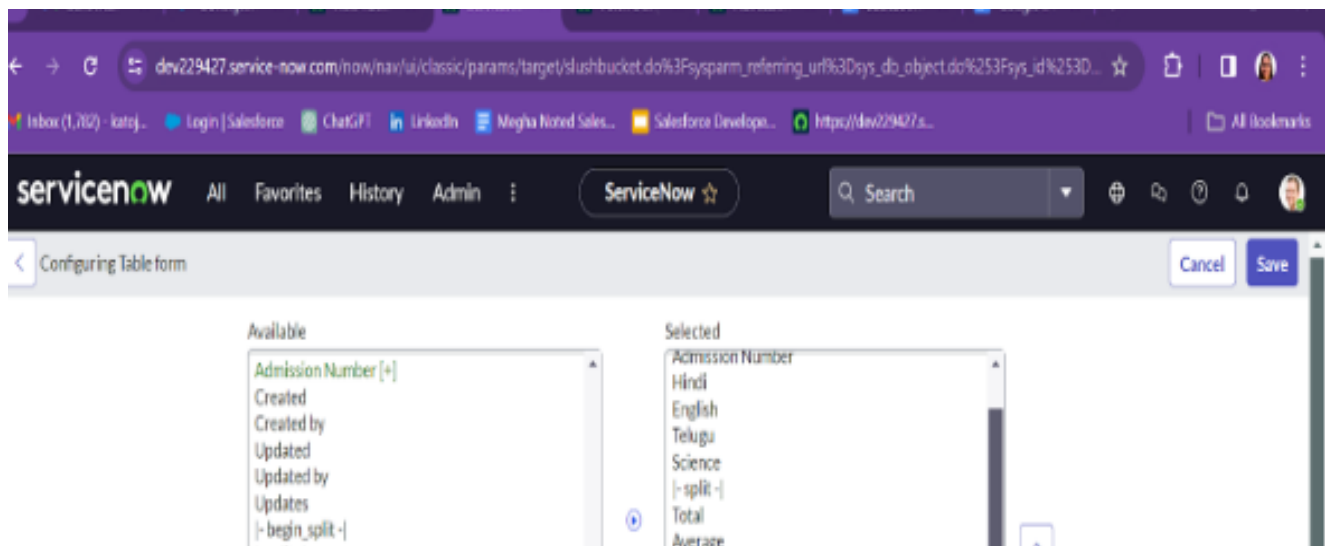 dev229427.service-now.com/now/nav/ui/classic/params/target/slushbucket.do%3Fsysparm_referring_url%3Dsys_db_object.do%253Fsys_id%253D...
Inbox (1,782) - katoj... Login | Salesforce ChatGPT LinkedIn Megha Noted Sales... Salesforce Develope... https://dev229427.s... All Bookmarks
servicenow All Favorites History Admin ServiceNow Search
Configuring Table form Cancel Save
Available Selected
Admission Number [+]
Created
Created by
Updated
Updated by
Updates
|- begin_split -|
Admission Number
Hindi
English
Telugu
Science
|- split -|
Total
Average